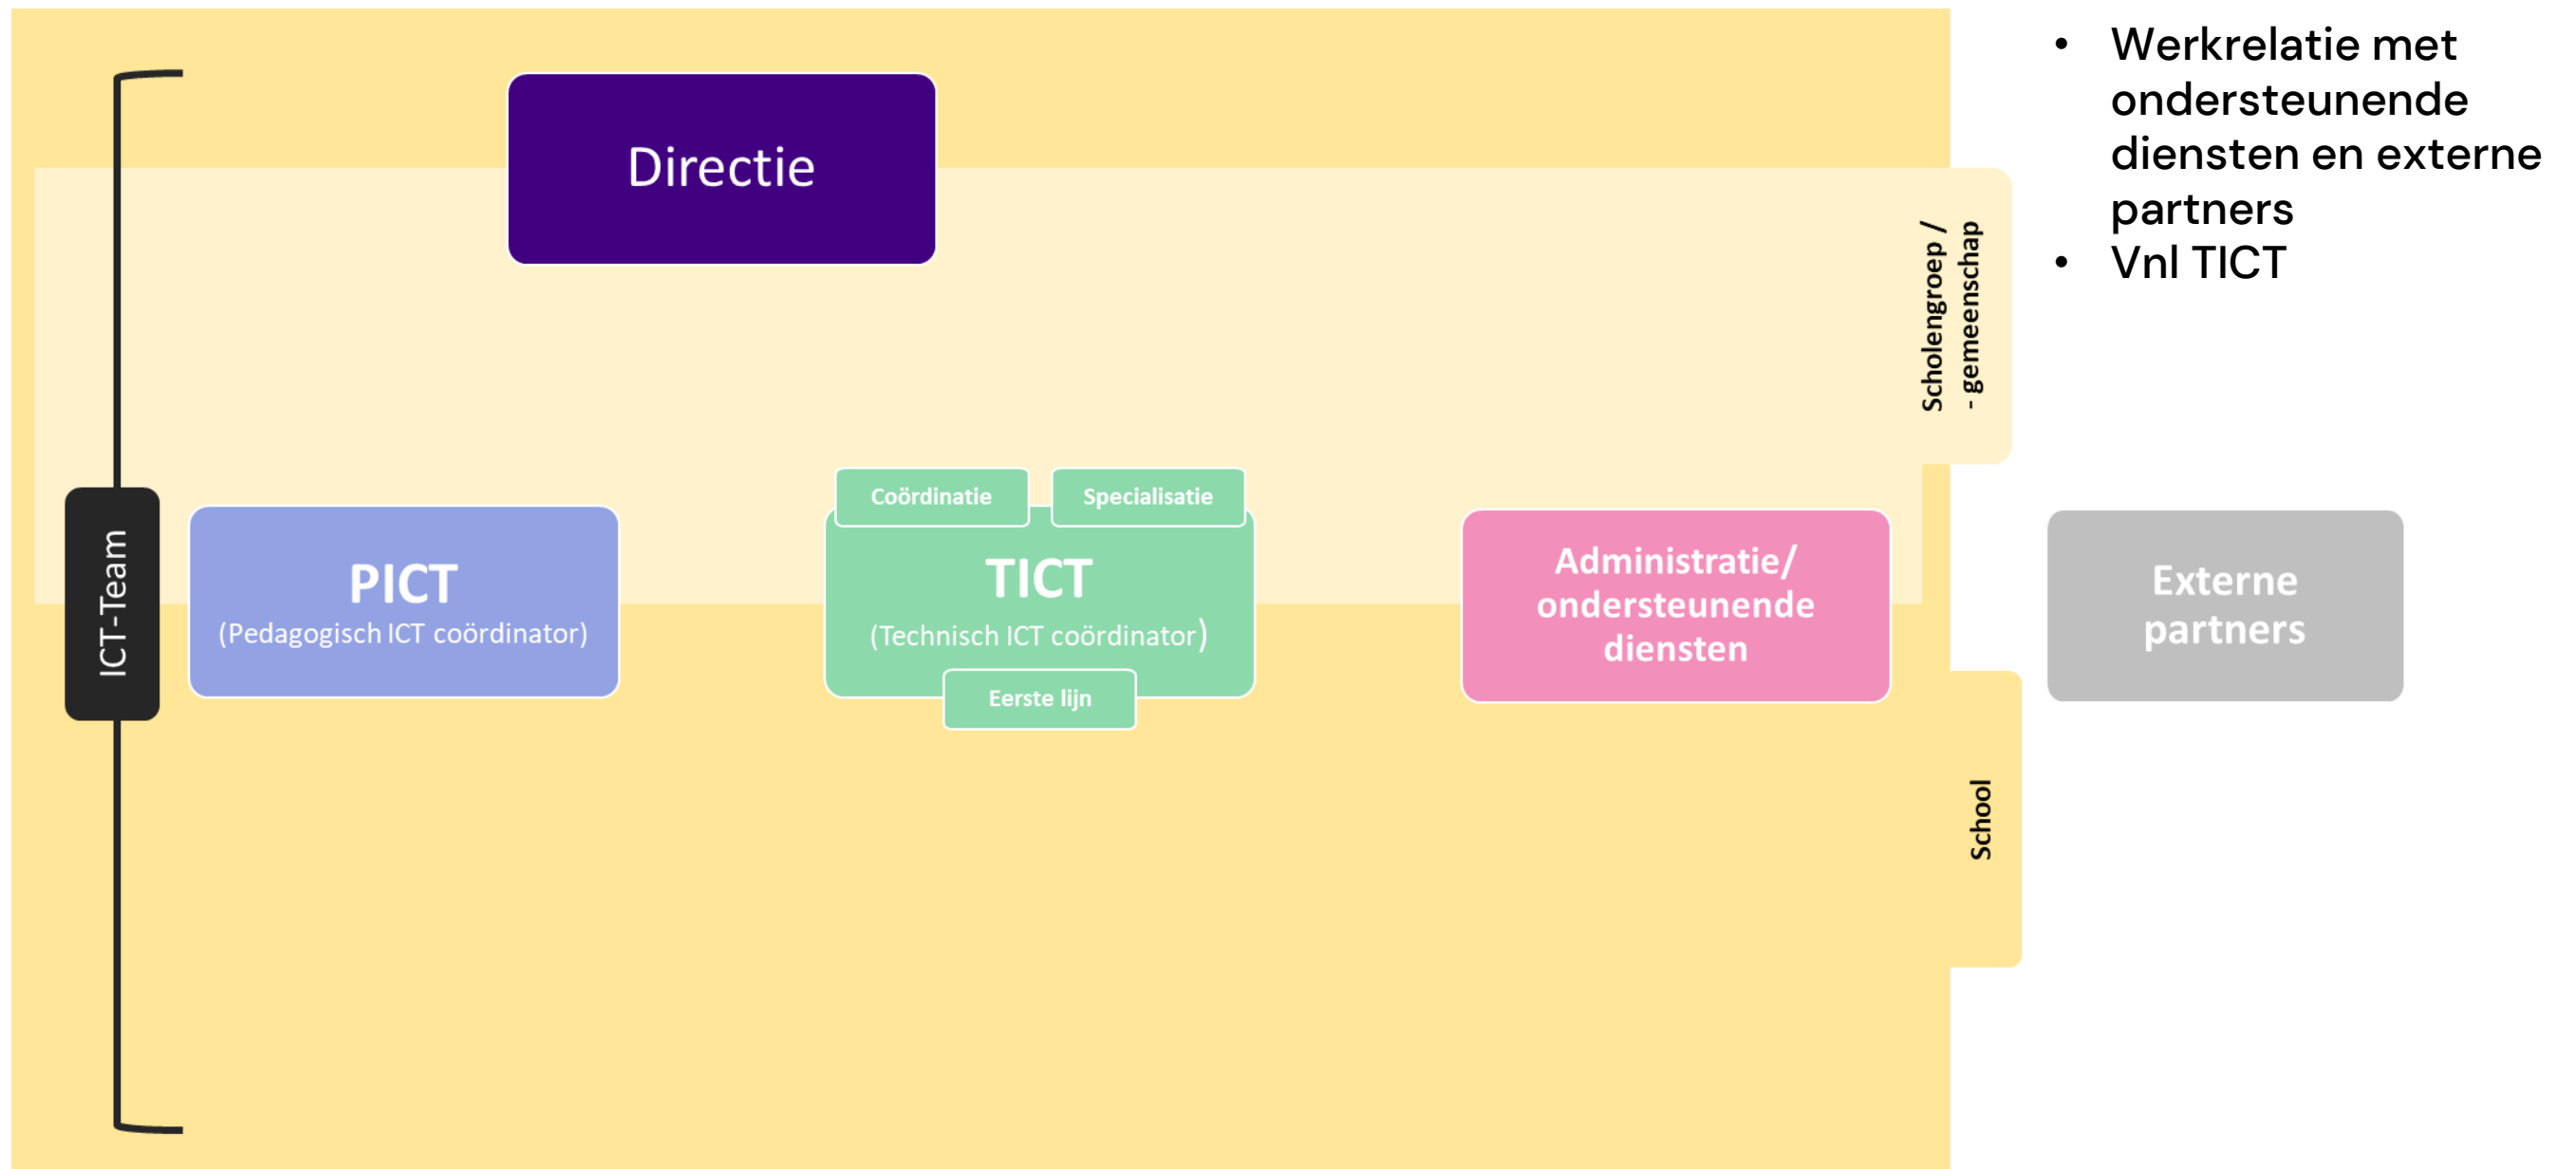 Directie
Scholengroep /
- gemeenschap
• Werkrelatie met
ondersteunende
diensten en externe
partners
• Vnl TICT
ICT-Team
PICT
(Pedagogisch ICT coördinator)
Coördinatie
Specialisatie
TICT
(Technisch ICT coördinator)
Eerste lijn
Administratie/
ondersteunende
diensten
Externe
partners
School